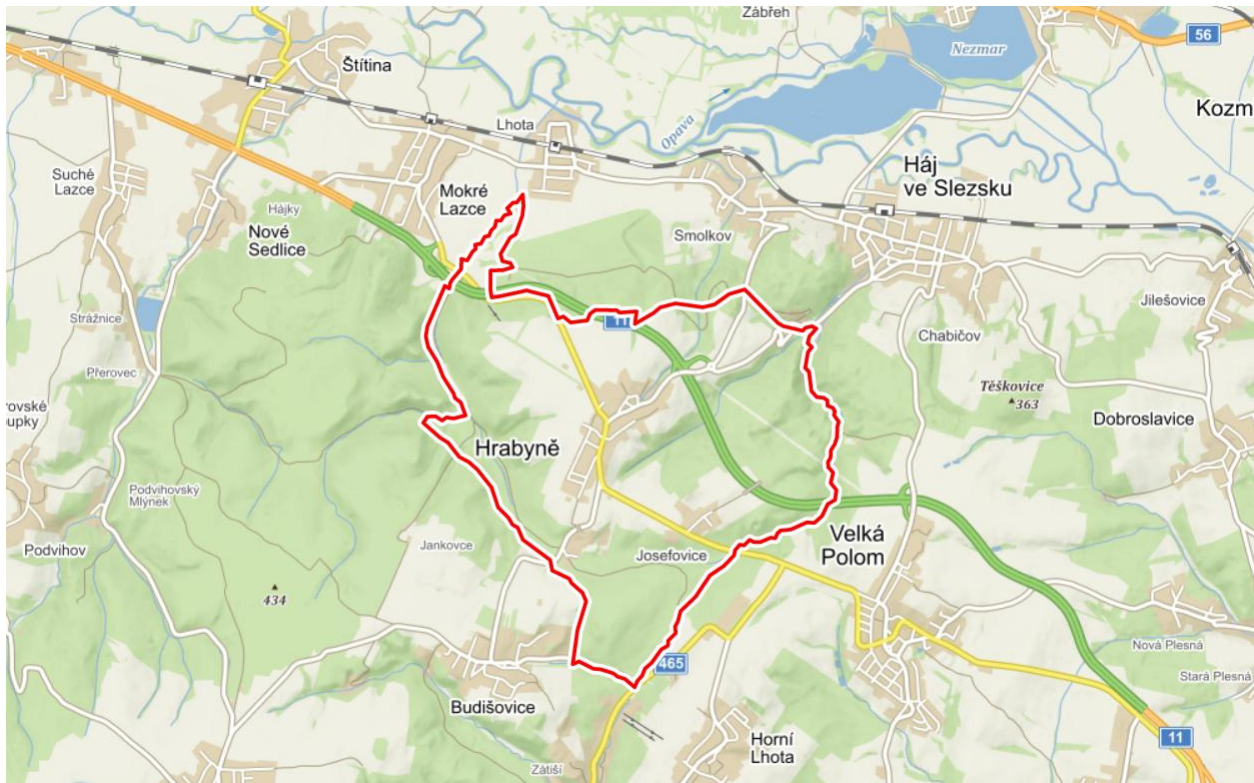 Zábřeh
56
Nezmar
Štítina
Kozm
Lhota
Opava
Háj
ve Slezsku
Suché
Lazce
Mokré
Lazce
Hájky
Nové
Sedlice
Smolkov
Jilešovice
Strážnice
11
Chabičov
Přerovec
Těškovice
363
rovské
oupky
Dobroslavice
Hrabyně
Podvihovský
Mlýnek
Podvihov
Jankovce
Josefovice
Velká
Polom
434
Nová Plesná
465
Stará Plesná
Budišovice
Horní
Lhota
11
Zátiší